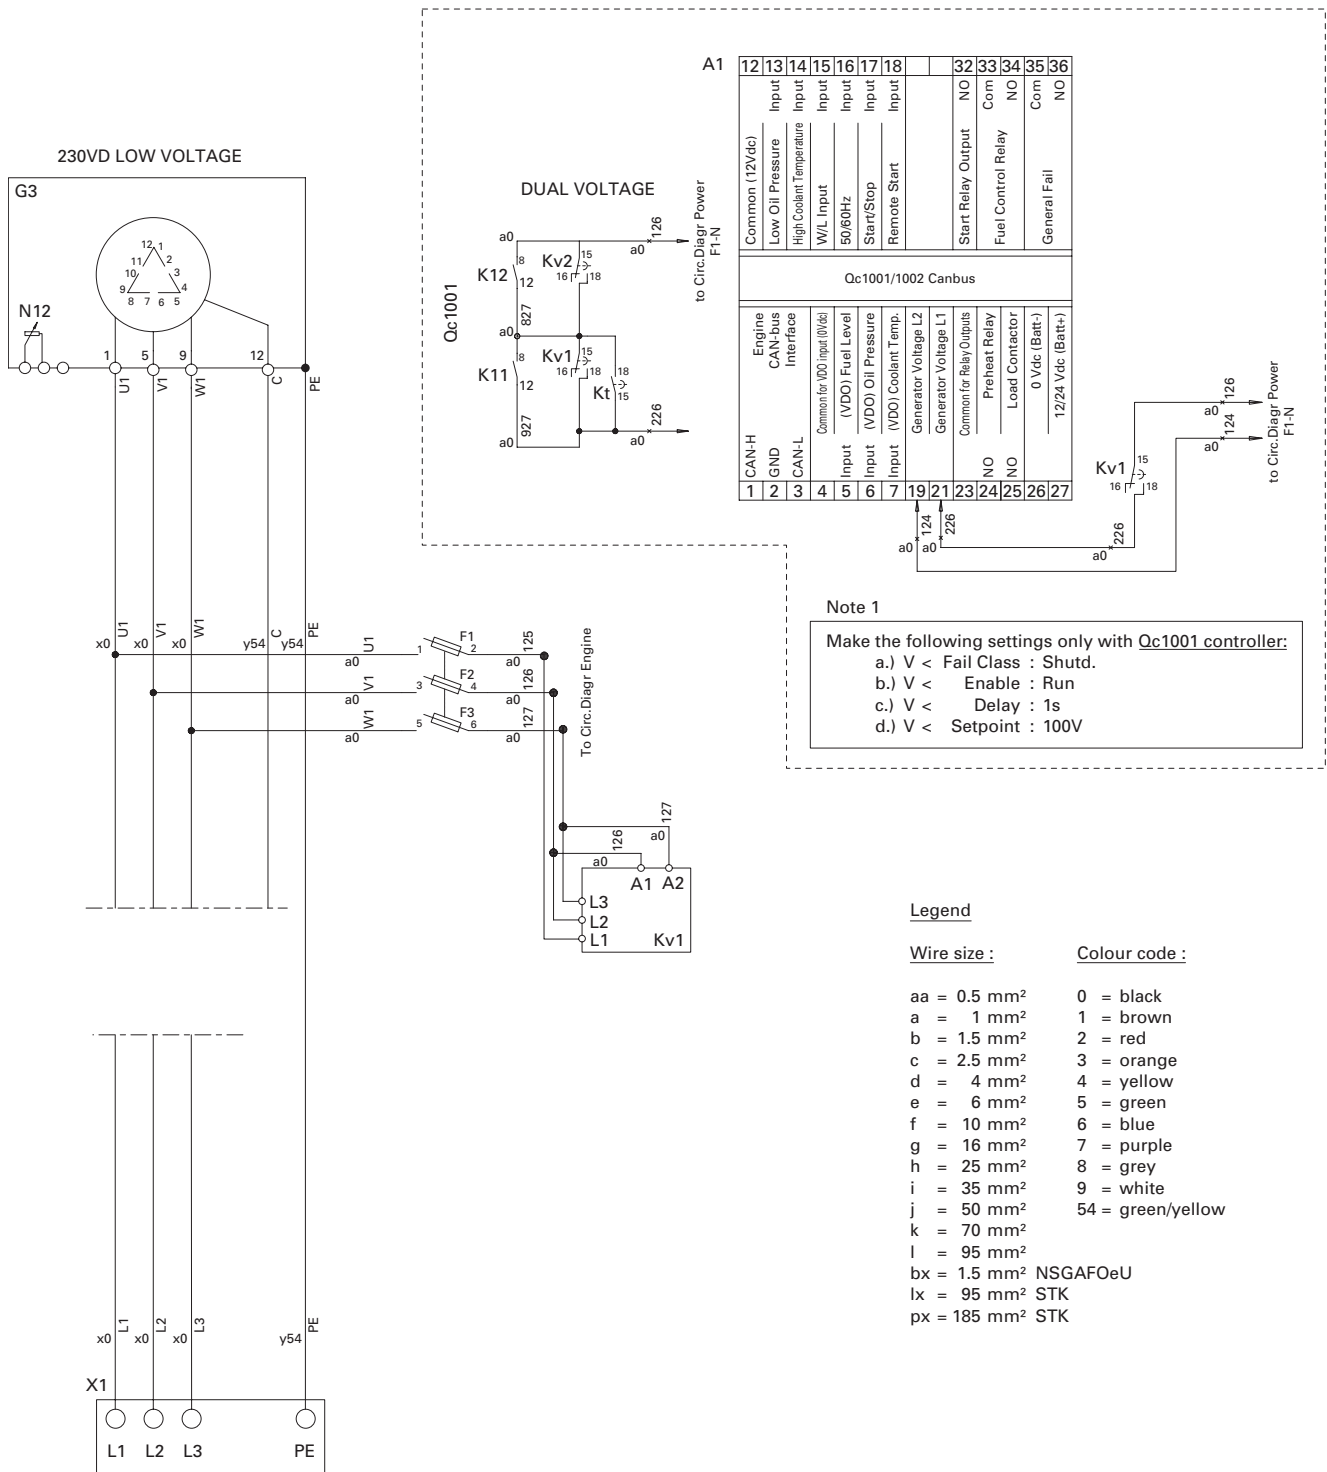 A1
12 13 14 15 16 17 18 32 33 34 35 36
Input Input Input Input Input Input NO Com NO Com NO
Common (12Vdc)
Low Oil Pressure
High Coolant Temperature
W/L Input
50/60Hz
Start/Stop
Remote Start
Start Relay Output
Fuel Control Relay
General Fail
Qc1001/1002 Canbus
Engine
CAN-bus
Interface
Common for VDO input (0Vdc)
(VDO) Fuel Level
(VDO) Oil Pressure
(VDO) Coolant Temp.
Generator Voltage L2
Generator Voltage L1
Common for Relay Outputs
Preheat Relay
Load Contactor
0 Vdc (Batt-)
12/24 Vdc (Batt+)
CAN-H
GND
CAN-L
Input Input Input NO NO
1 2 3 4 5 6 7 19 21 23 24 25 26 27
a0 124
a0 226
230VD LOW VOLTAGE
G3
12 1
11 2
10 3
9 4
8 7 6 5
N12
1 5 9 12
U1 V1 W1 C PE
DUAL VOLTAGE
Qc1001
a0 126
a0
to Circ.Diagr Power
F1-N
K12 8 12
Kv2 15 16 18
827
a0
K11 8 12
Kv1 15 16 18
Kt 18 15
927
a0
226
a0
Kv1 15 16 18
226
a0
126
a0
124
a0
to Circ.Diagr Power
F1-N
Note 1
Make the following settings only with Qc1001 controller:
a.) V < Fail Class : Shutd.
b.) V < Enable : Run
c.) V < Delay : 1s
d.) V < Setpoint : 100V
x0 U1 x0 V1 x0 W1 y54 C y54 PE
a0 U1 1 F1 2 a0 125
a0 V1 3 F2 4 a0 126
a0 W1 5 F3 6 a0 127
To Circ.Diagr Engine
a0 126
a0 127
A1 A2
L3
L2
L1 Kv1
x0 L1 x0 L2 x0 L3 y54 PE
X1
L1 L2 L3 PE
Legend
Wire size : Colour code :
aa = 0.5 mm² 0 = black
a = 1 mm² 1 = brown
b = 1.5 mm² 2 = red
c = 2.5 mm² 3 = orange
d = 4 mm² 4 = yellow
e = 6 mm² 5 = green
f = 10 mm² 6 = blue
g = 16 mm² 7 = purple
h = 25 mm² 8 = grey
i = 35 mm² 9 = white
j = 50 mm² 54 = green/yellow
k = 70 mm²
l = 95 mm²
bx = 1.5 mm² NSGAFOeU
lx = 95 mm² STK
px = 185 mm² STK